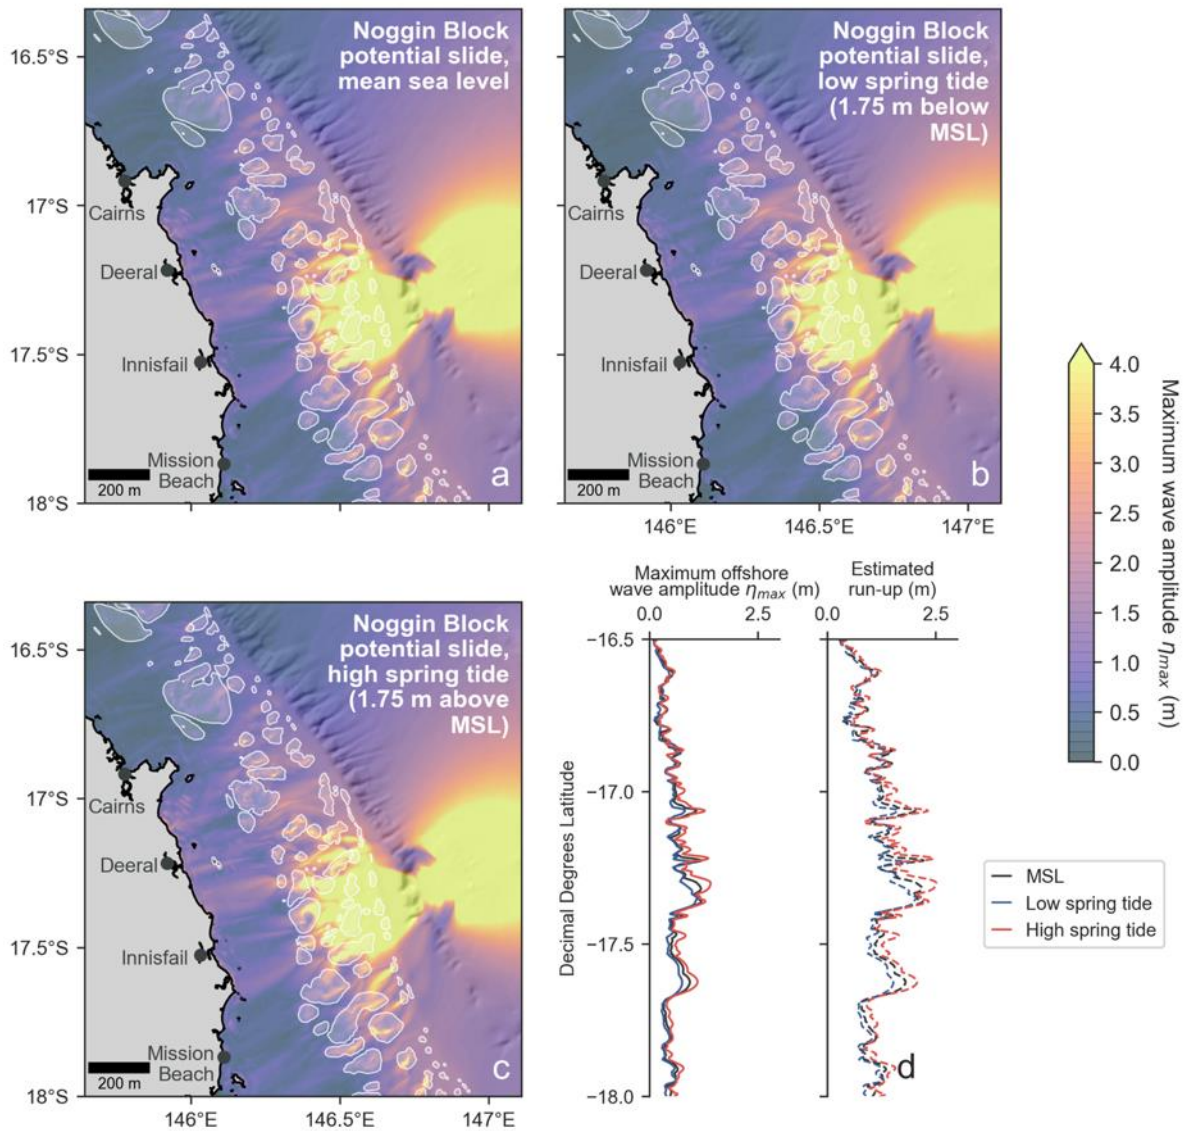 Noggin Block
potential slide,
mean sea level
16.5°S
17°S
17.5°S
18°S
Cairns
Deeral
Innisfail
Mission
Beach
200 m
a
Noggin Block
potential slide,
low spring tide
(1.75 m below
MSL)
Cairns
Deeral
Innisfail
Mission
Beach
200 m
b
146°E
146.5°E
147°E
4.0
3.5
3.0
2.5
2.0
1.5
1.0
0.5
0.0
Maximum wave amplitude ηmax (m)
Noggin Block
potential slide,
high spring tide
(1.75 m above
MSL)
16.5°S
17°S
17.5°S
18°S
Cairns
Deeral
Innisfail
Mission
Beach
200 m
c
146°E
146.5°E
147°E
Maximum offshore
wave amplitude ηmax (m)
0.0 2.5
Estimated
run-up (m)
0.0 2.5
Decimal Degrees Latitude
−16.5
−17.0
−17.5
−18.0
d
MSL
Low spring tide
High spring tide